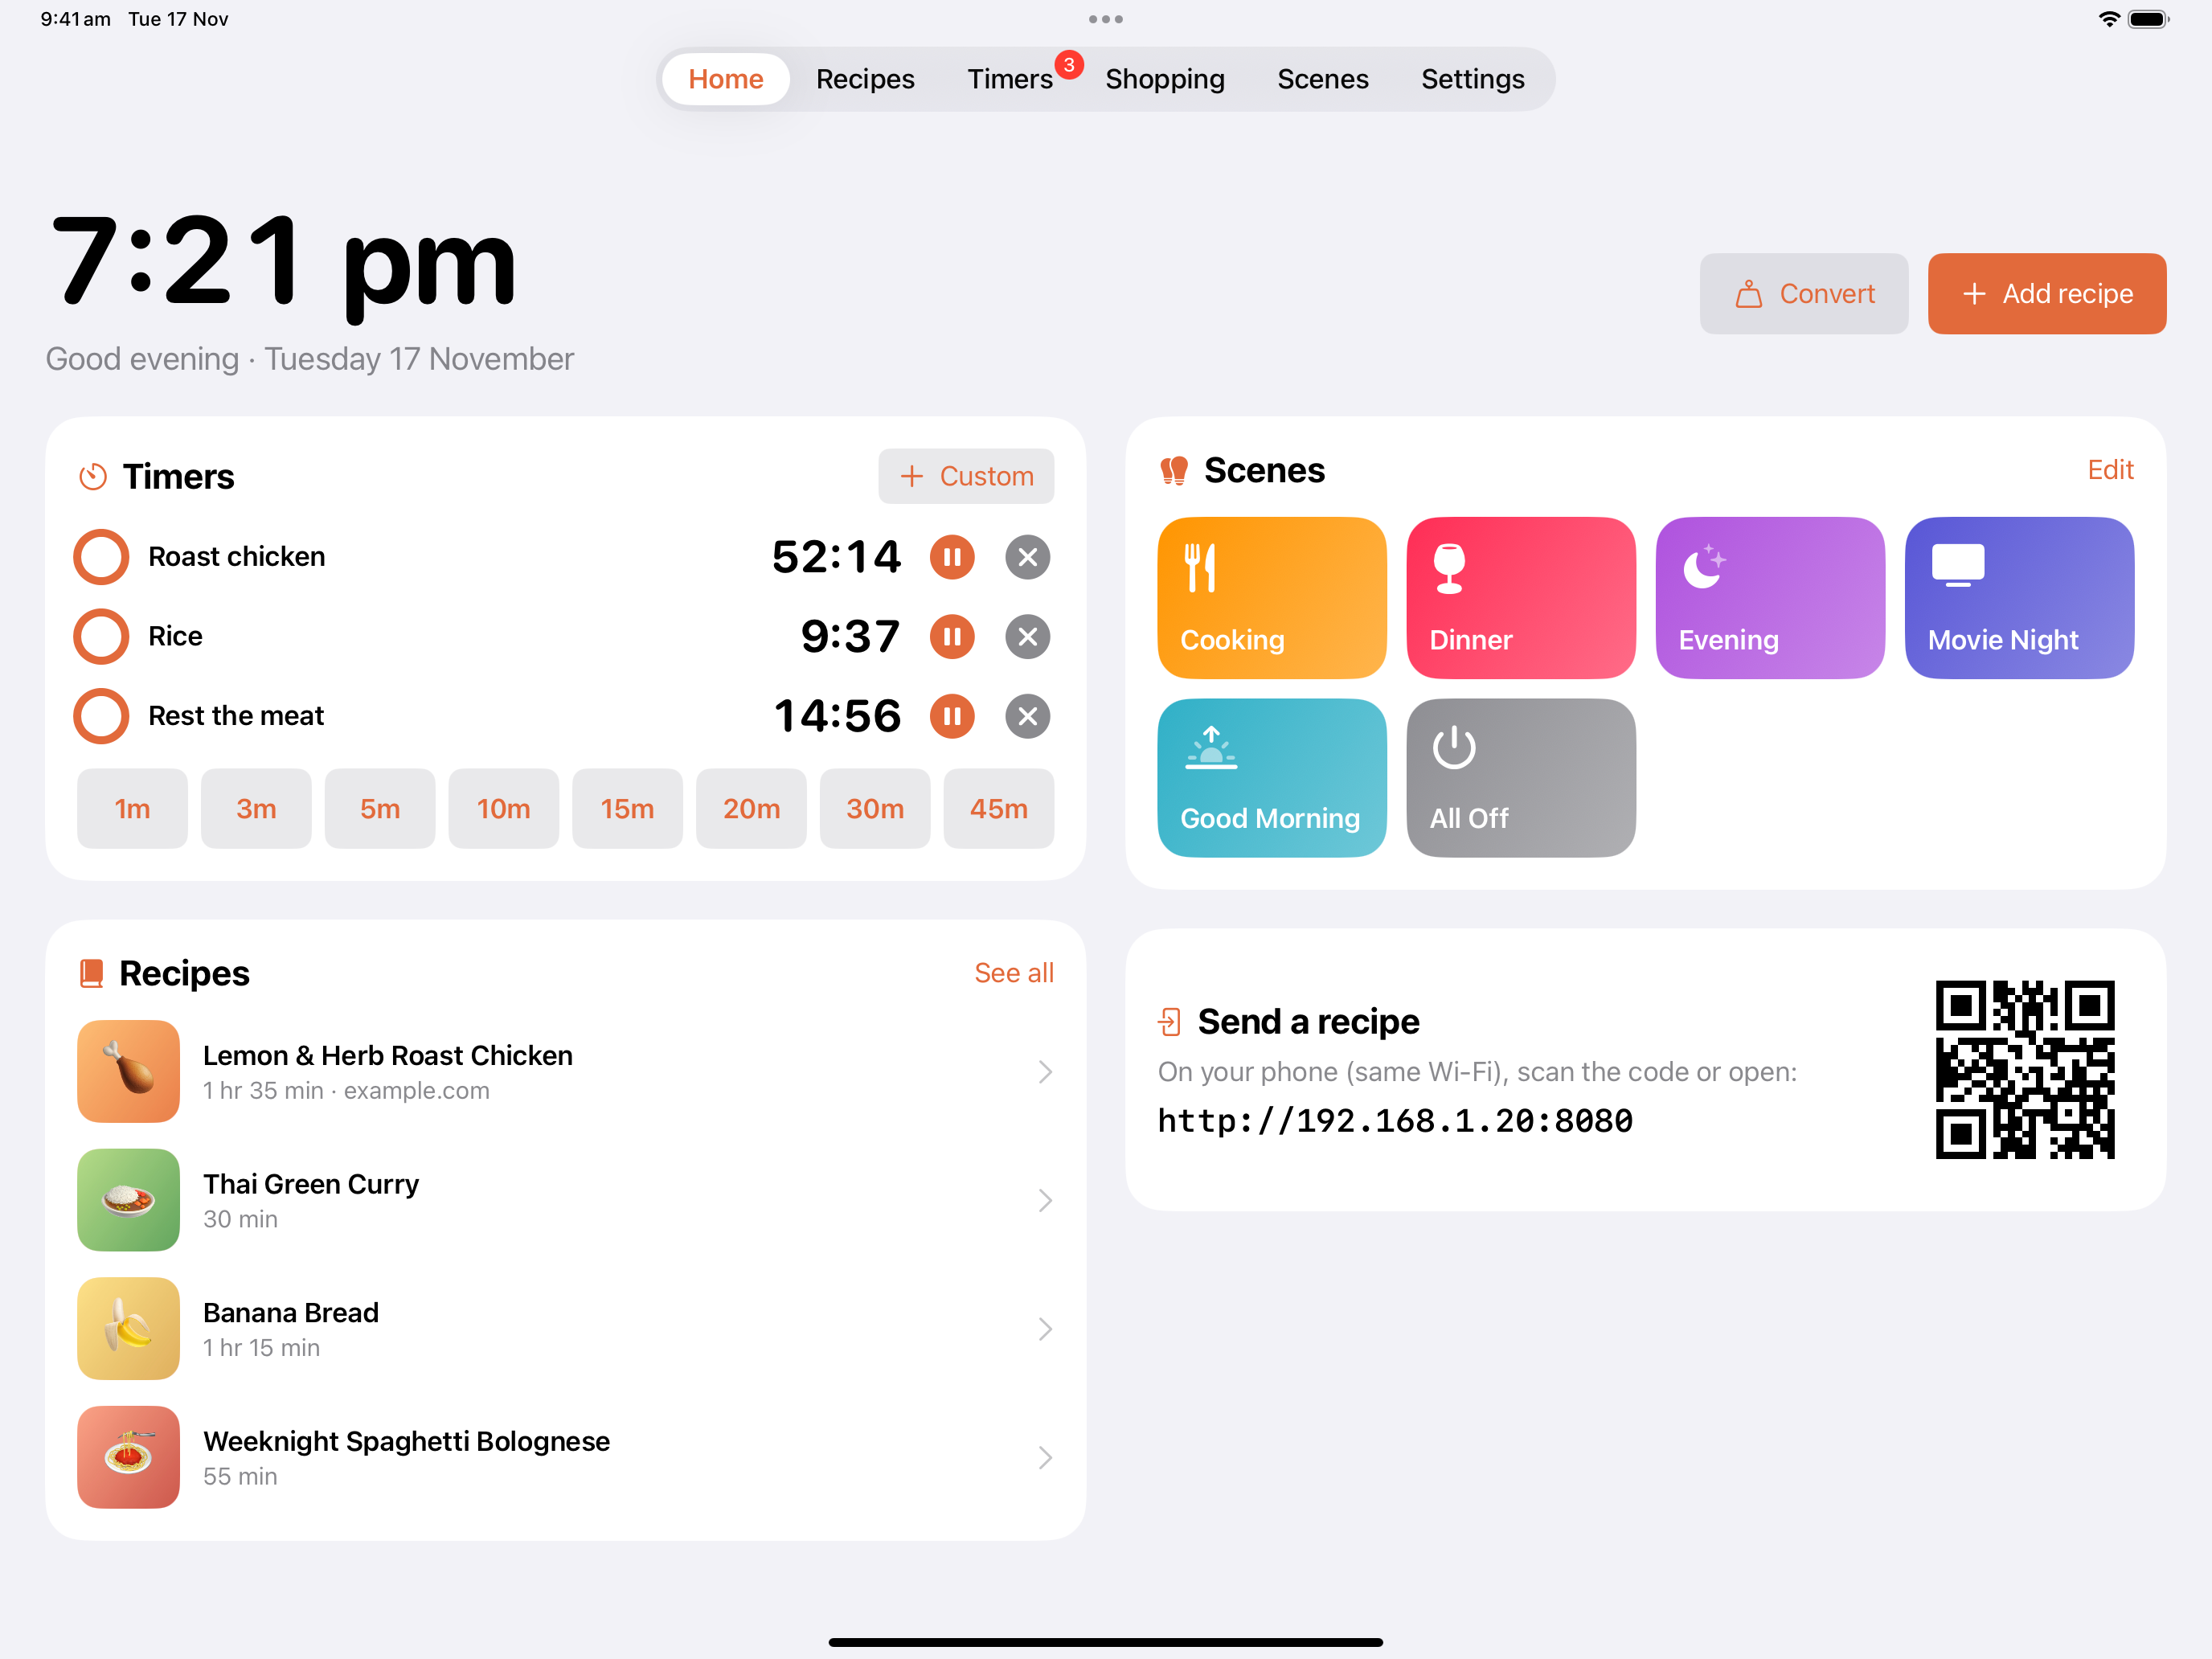 9:41 am Tue 17 Nov
Home Recipes Timers 3 Shopping Scenes Settings
7:21 pm
Good evening · Tuesday 17 November
Convert
+ Add recipe
Timers
+ Custom
Roast chicken 52:14
Rice 9:37
Rest the meat 14:56
1m 3m 5m 10m 15m 20m 30m 45m
Scenes
Edit
Cooking
Dinner
Evening
Movie Night
Good Morning
All Off
Recipes
See all
Lemon & Herb Roast Chicken
1 hr 35 min · example.com
Thai Green Curry
30 min
Banana Bread
1 hr 15 min
Weeknight Spaghetti Bolognese
55 min
Send a recipe
On your phone (same Wi-Fi), scan the code or open:
http://192.168.1.20:8080